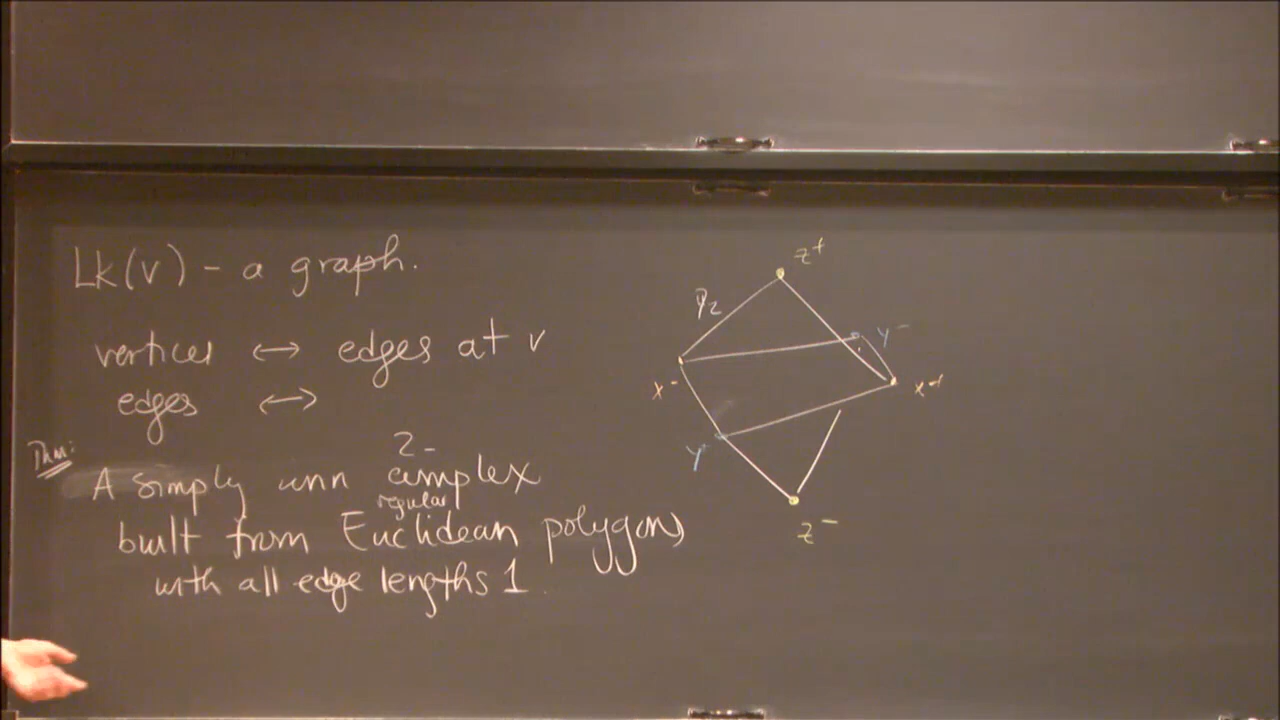 Lk(v) - a graph.
vertices ↔ edges at v
edges ↔
Thm:
2-
A simply conn complex
regular
built from Euclidean polygons
with all edge lengths 1.
z+
y-
x-
x+
y
z-